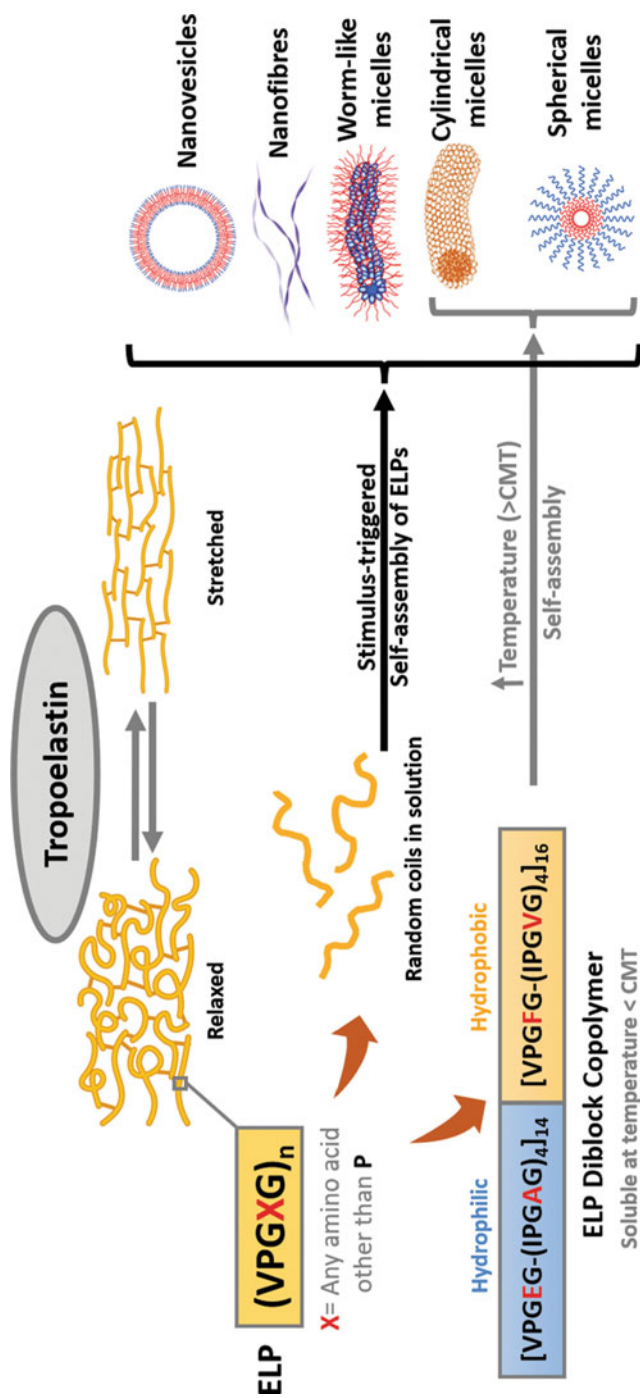 Tropoelastin
Relaxed
Stretched
ELP
(VPGXG)n
X= Any amino acid
other than P
Random coils in solution
Stimulus-triggered
Self-assembly of ELPs
Nanovesicles
Nanofibres
Worm-like
micelles
Cylindrical
micelles
Spherical
micelles
Hydrophilic
Hydrophobic
[VPGEG-(IPGAG)4]14
[VPGFG-(IPGVG)4]16
ELP Diblock Copolymer
Soluble at temperature < CMT
Temperature (>CMT)
Self-assembly